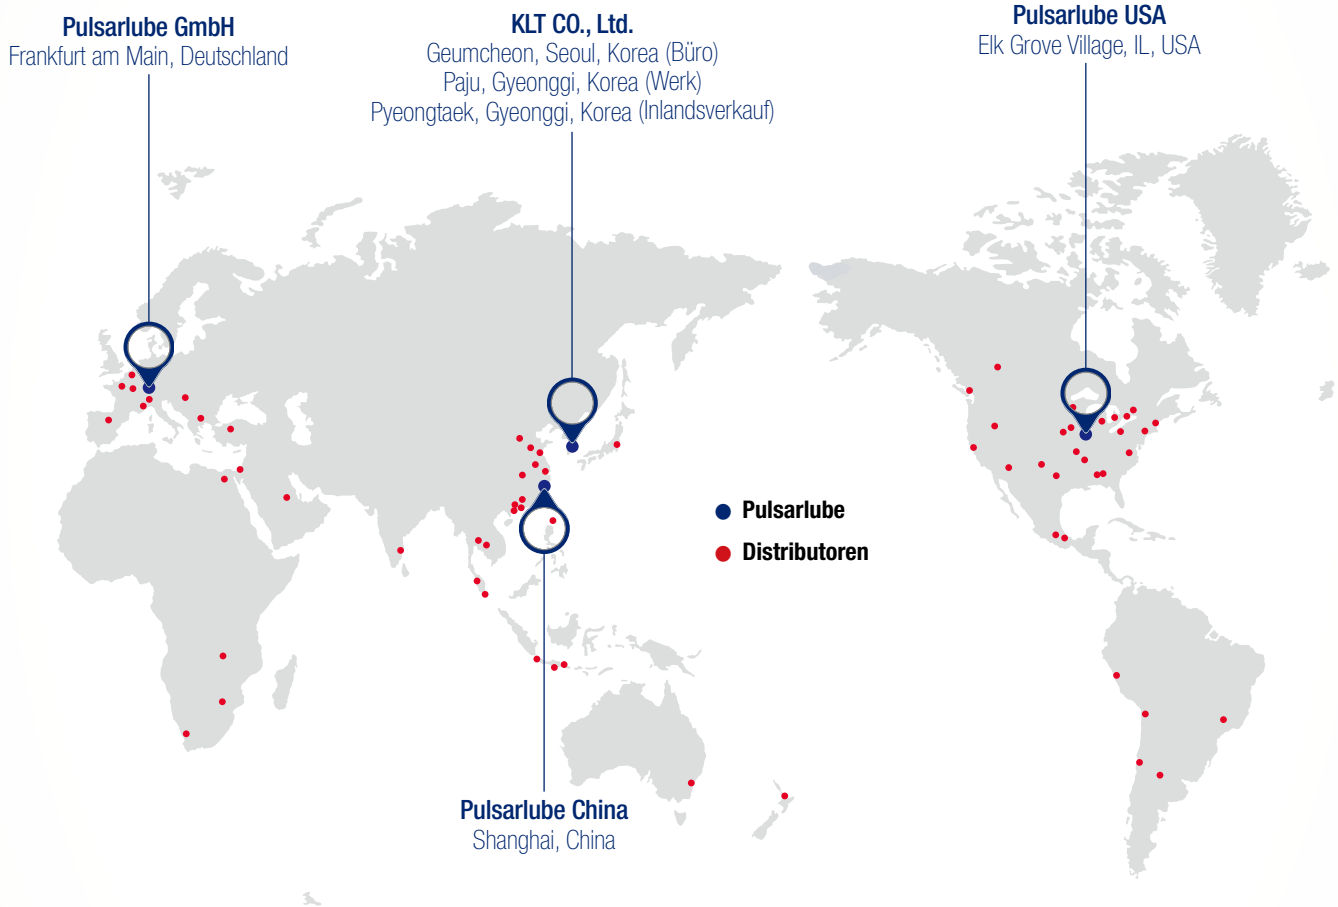 Pulsarlube GmbH
Frankfurt am Main, Deutschland
KLT CO., Ltd.
Geumcheon, Seoul, Korea (Büro)
Paju, Gyeonggi, Korea (Werk)
Pyeongtaek, Gyeonggi, Korea (Inlandsverkauf)
Pulsarlube USA
Elk Grove Village, IL, USA
Pulsarlube
Distributoren
Pulsarlube China
Shanghai, China